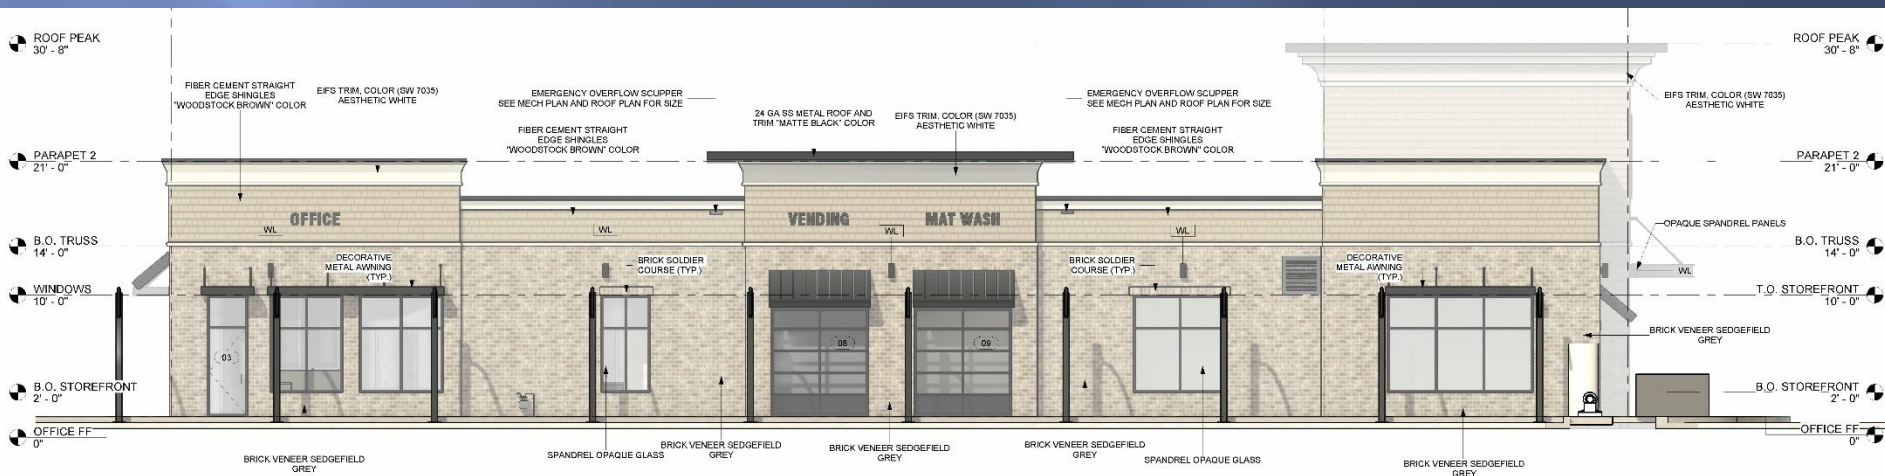 ROOF PEAK
30' - 8"
ROOF PEAK
30' - 8"
FIBER CEMENT STRAIGHT
EDGE SHINGLES
"WOODSTOCK BROWN" COLOR
EIFS TRIM, COLOR (SW 7035)
AESTHETIC WHITE
EMERGENCY OVERFLOW SCUPPER
SEE MECH PLAN AND ROOF PLAN FOR SIZE
FIBER CEMENT STRAIGHT
EDGE SHINGLES
"WOODSTOCK BROWN" COLOR
24 GA SS METAL ROOF AND
TRIM "MATTE BLACK" COLOR
EIFS TRIM, COLOR (SW 7035)
AESTHETIC WHITE
EMERGENCY OVERFLOW SCUPPER
SEE MECH PLAN AND ROOF PLAN FOR SIZE
FIBER CEMENT STRAIGHT
EDGE SHINGLES
"WOODSTOCK BROWN" COLOR
EIFS TRIM, COLOR (SW 7035)
AESTHETIC WHITE
PARAPET 2
21' - 0"
PARAPET 2
21' - 0"
OFFICE
VENDING
MAT WASH
WL
WL
WL
WL
OPAQUE SPANDREL PANELS
B.O. TRUSS
14' - 0"
DECORATIVE
METAL AWNING
(TYP.)
BRICK SOLDIER
COURSE (TYP.)
BRICK SOLDIER
COURSE (TYP.)
DECORATIVE
METAL AWNING
(TYP.)
B.O. TRUSS
14' - 0"
WL
WINDOWS
10' - 0"
T.O. STOREFRONT
10' - 0"
BRICK VENEER SEDGEFIELD
GREY
03
08
09
B.O. STOREFRONT
2' - 0"
B.O. STOREFRONT
2' - 0"
OFFICE FF
0"
OFFICE FF
0"
BRICK VENEER SEDGEFIELD
GREY
SPANDREL OPAQUE GLASS
BRICK VENEER SEDGEFIELD
GREY
BRICK VENEER SEDGEFIELD
GREY
BRICK VENEER SEDGEFIELD
GREY
SPANDREL OPAQUE GLASS
BRICK VENEER SEDGEFIELD
GREY